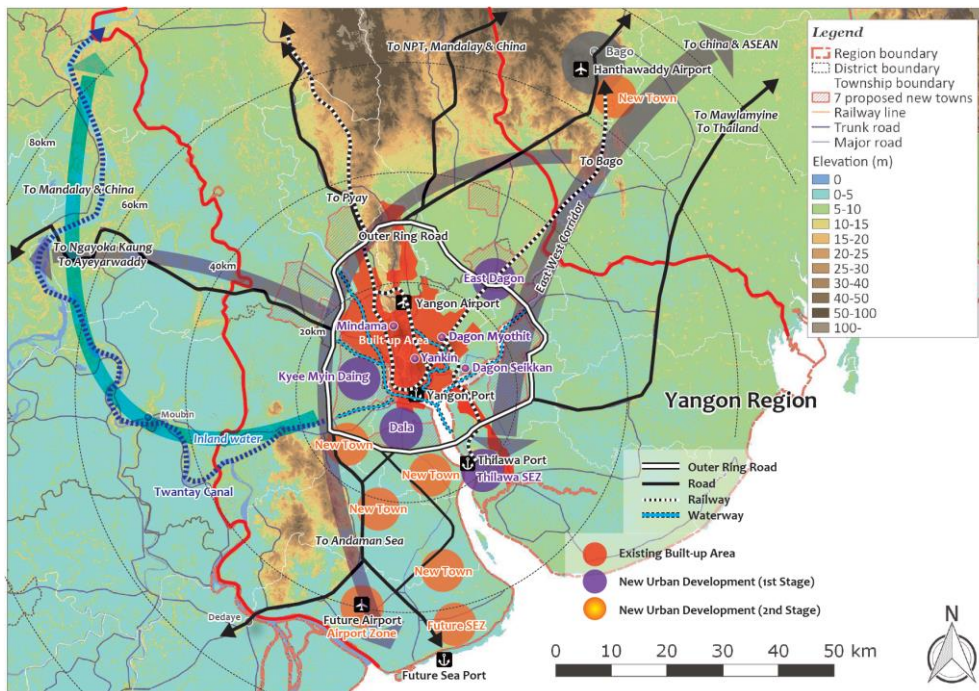 To NPT, Mandalay & China
Bago
Hanthawaddy Airport
To China & ASEAN
New Town
To Mawlamyine
To Thailand
80km
To Bago
To Mandalay & China
60km
To Pyay
Outer Ring Road
To Ngayoka Kaung
To Ayeyarwaddy
40km
East West Corridor
East Dagon
Yangon Airport
20km
Mindama
Built-up Area
Dagon Myothit
Yankin
Dagon Seikkan
Kyee Myin Daing
Yangon Port
Yangon Region
Moubin
Dala
Inland water
New Town
Thilawa Port
Twantay Canal
New Town
Thilawa SEZ
New Town
To Andaman Sea
New Town
Dedaye
Future Airport
Airport Zone
Future SEZ
Future Sea Port
Legend
Region boundary
District boundary
Township boundary
7 proposed new towns
Railway line
Trunk road
Major road
Elevation (m)
0
0-5
5-10
10-15
15-20
20-25
25-30
30-40
40-50
50-100
100-
Outer Ring Road
Road
Railway
Waterway
Existing Built-up Area
New Urban Development (1st Stage)
New Urban Development (2nd Stage)
0 10 20 30 40 50 km
N